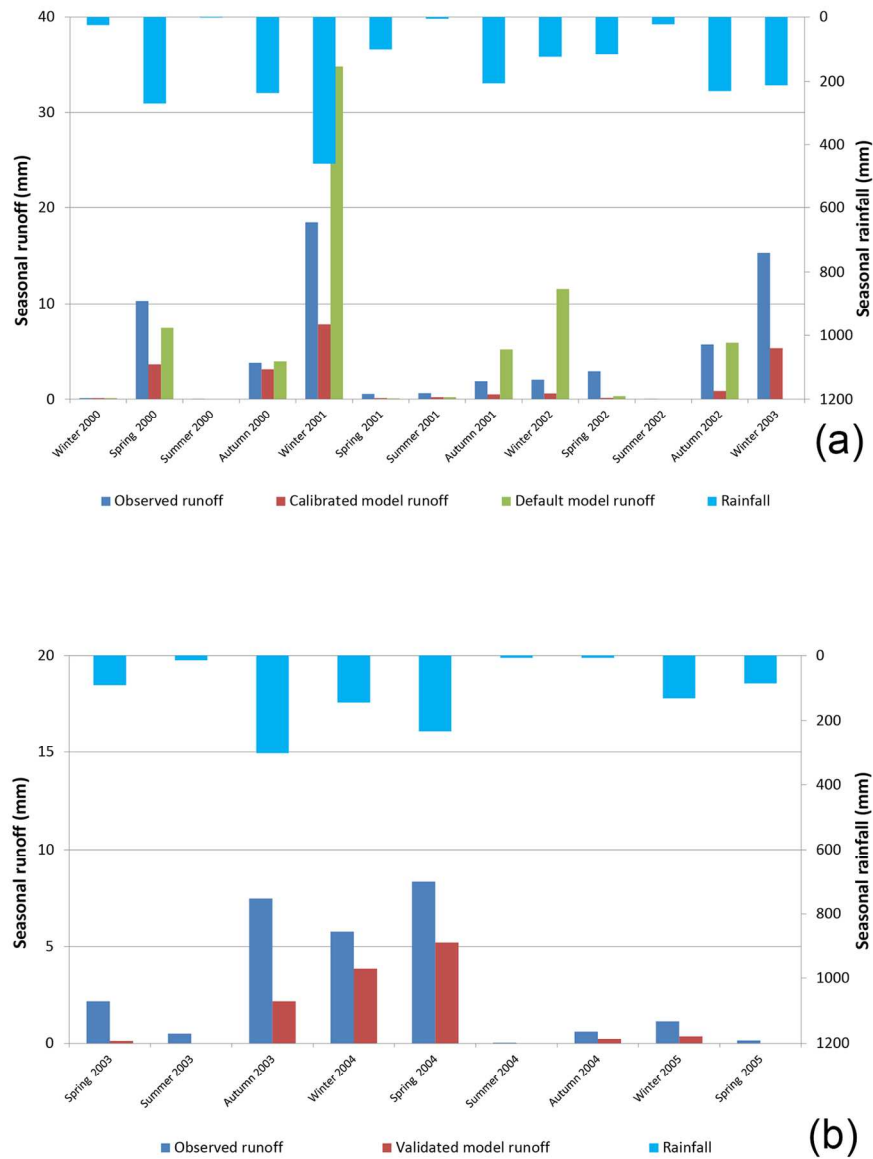 40
30
20
10
0
Seasonal runoff (mm)
0
200
400
600
800
1000
1200
Seasonal rainfall (mm)
Winter 2000
Spring 2000
Summer 2000
Autumn 2000
Winter 2001
Spring 2001
Summer 2001
Autumn 2001
Winter 2002
Spring 2002
Summer 2002
Autumn 2002
Winter 2003
(a)
Observed runoff Calibrated model runoff Default model runoff Rainfall
20
15
10
5
0
Seasonal runoff (mm)
0
200
400
600
800
1000
1200
Seasonal rainfall (mm)
Spring 2003
Summer 2003
Autumn 2003
Winter 2004
Spring 2004
Summer 2004
Autumn 2004
Winter 2005
Spring 2005
(b)
Observed runoff Validated model runoff Rainfall